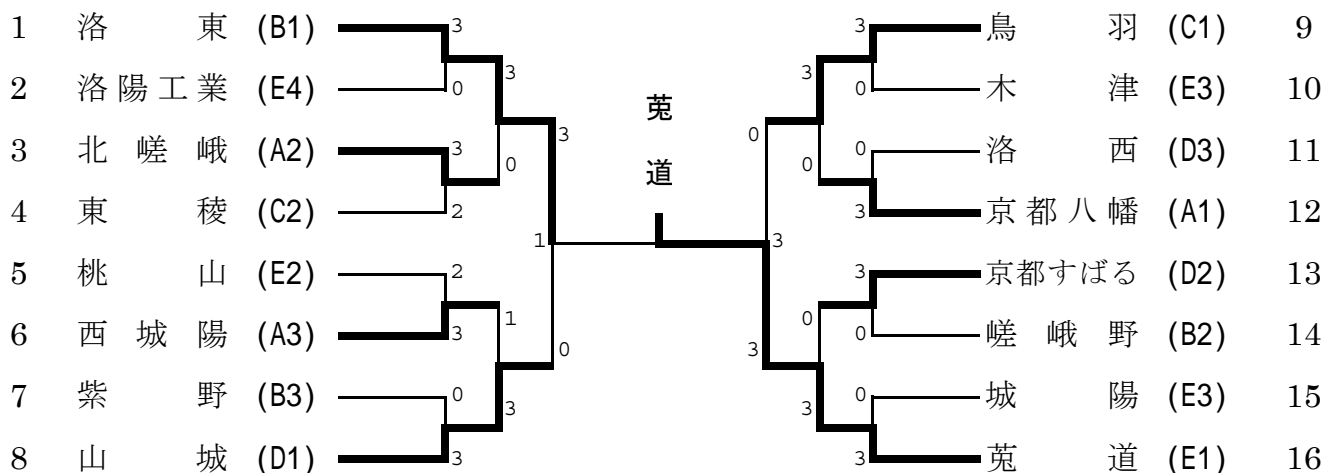 1 洛東 (B1) 3 3 鳥羽 (C1) 9
3 3
2 洛陽工業 (E4) 0 0 木津 (E3) 10
菟道
3 0
3 北嵯峨 (A2) 3 0 洛西 (D3) 11
0 0
4 東稜 (C2) 2 3 京都八幡 (A1) 12
1 3
5 桃山 (E2) 2 3 京都すばる (D2) 13
1 0
6 西城陽 (A3) 3 0 嵯峨野 (B2) 14
0 3
7 紫野 (B3) 0 0 城陽 (E3) 15
3 3
8 山城 (D1) 3 3 菟道 (E1) 16